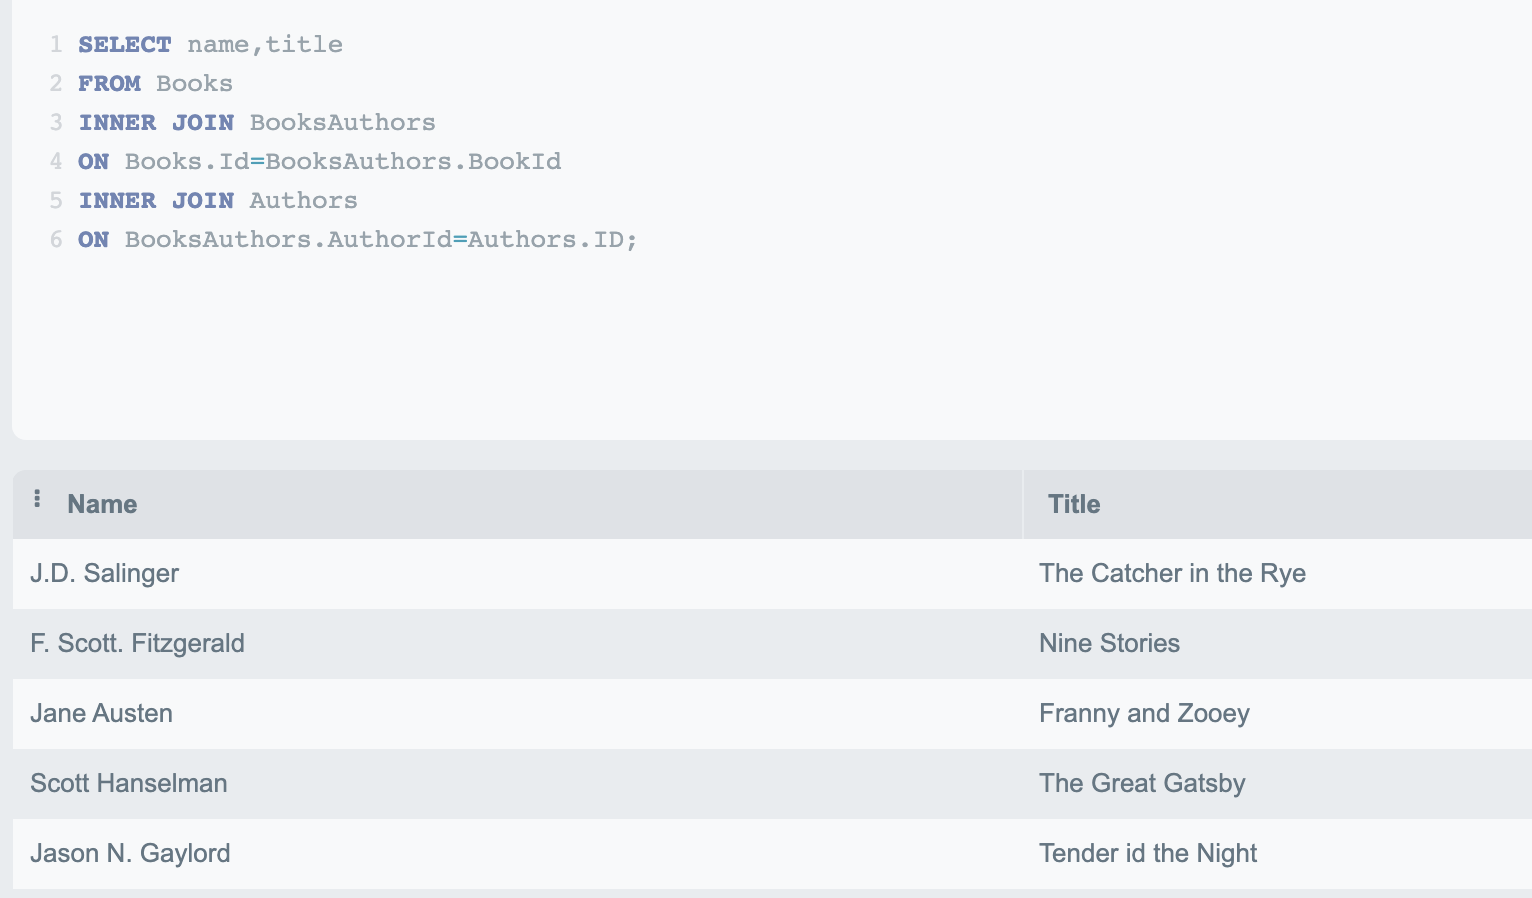 1 SELECT name,title
2 FROM Books
3 INNER JOIN BooksAuthors
4 ON Books.Id=BooksAuthors.BookId
5 INNER JOIN Authors
6 ON BooksAuthors.AuthorId=Authors.ID;
Name Title
J.D. Salinger The Catcher in the Rye
F. Scott. Fitzgerald Nine Stories
Jane Austen Franny and Zooey
Scott Hanselman The Great Gatsby
Jason N. Gaylord Tender id the Night